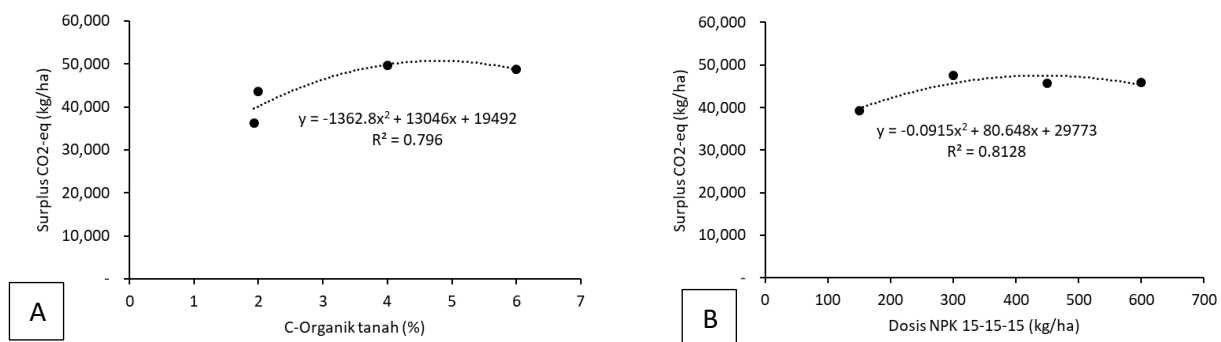 60,000
50,000
40,000
30,000
20,000
10,000
-
Surplus CO2-eq (kg/ha)
y = -1362.8x² + 13046x + 19492
R² = 0.796
0 1 2 3 4 5 6 7
C-Organik tanah (%)
A
60,000
50,000
40,000
30,000
20,000
10,000
-
Surplus CO2-eq (kg/ha)
y = -0.0915x² + 80.648x + 29773
R² = 0.8128
0 100 200 300 400 500 600 700
Dosis NPK 15-15-15 (kg/ha)
B